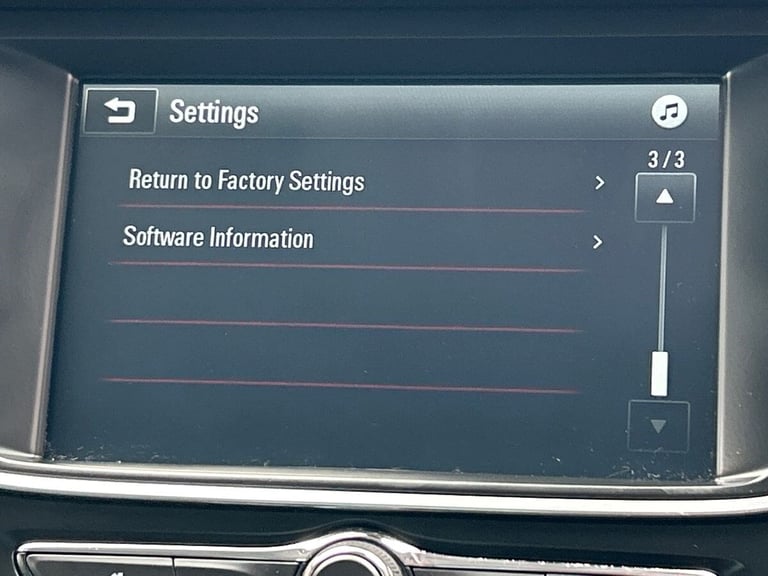 Settings
3/3
Return to Factory Settings
Software Information